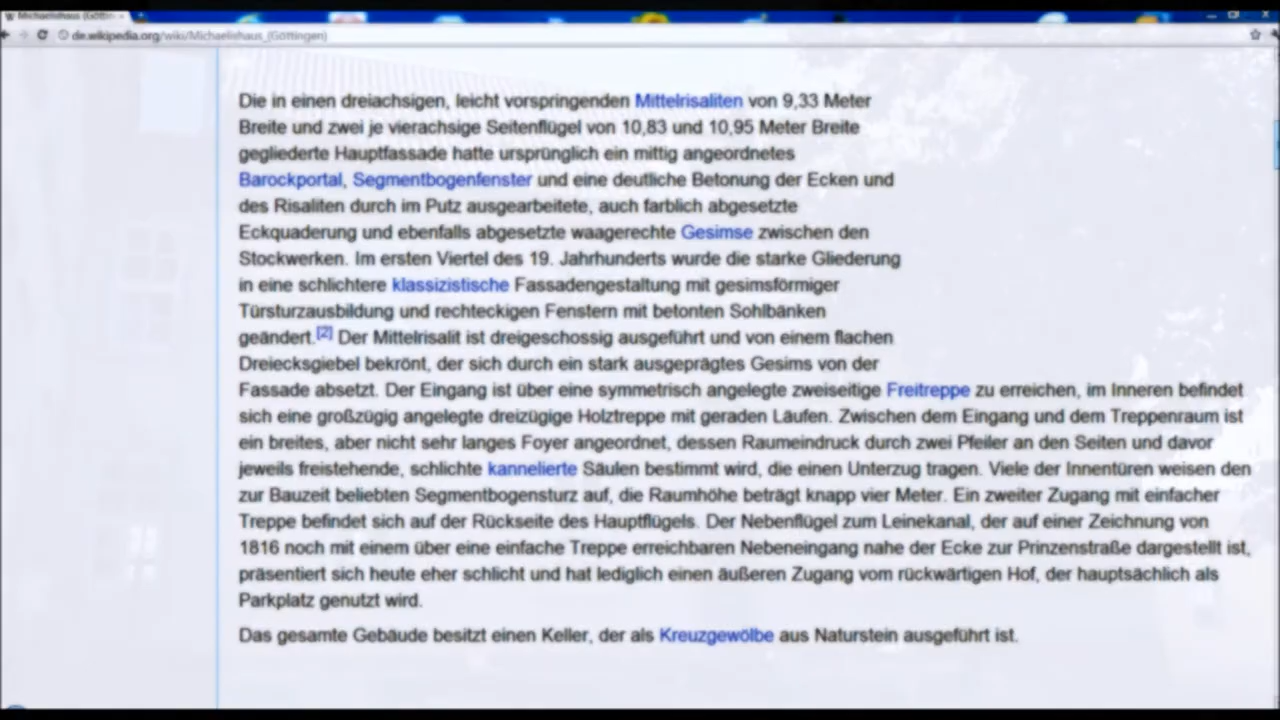 Michaelishaus (Götting
de.wikipedia.org/wiki/Michaelishaus_(Göttingen)
Die in einen dreiachsigen, leicht vorspringenden Mittelrisaliten von 9,33 Meter
Breite und zwei je vierachsige Seitenflügel von 10,83 und 10,95 Meter Breite
gegliederte Hauptfassade hatte ursprünglich ein mittig angeordnetes
Barockportal, Segmentbogenfenster und eine deutliche Betonung der Ecken und
des Risaliten durch im Putz ausgearbeitete, auch farblich abgesetzte
Eckquaderung und ebenfalls abgesetzte waagerechte Gesimse zwischen den
Stockwerken. Im ersten Viertel des 19. Jahrhunderts wurde die starke Gliederung
in eine schlichtere klassizistische Fassadengestaltung mit gesimsförmiger
Türsturzausbildung und rechteckigen Fenstern mit betonten Sohlbänken
geändert.[2] Der Mittelrisalit ist dreigeschossig ausgeführt und von einem flachen
Dreiecksgiebel bekrönt, der sich durch ein stark ausgeprägtes Gesims von der
Fassade absetzt. Der Eingang ist über eine symmetrisch angelegte zweiseitige Freitreppe zu erreichen, im Inneren befindet
sich eine großzügig angelegte dreizügige Holztreppe mit geraden Läufen. Zwischen dem Eingang und dem Treppenraum ist
ein breites, aber nicht sehr langes Foyer angeordnet, dessen Raumeindruck durch zwei Pfeiler an den Seiten und davor
jeweils freistehende, schlichte kannelierte Säulen bestimmt wird, die einen Unterzug tragen. Viele der Innentüren weisen den
zur Bauzeit beliebten Segmentbogensturz auf, die Raumhöhe beträgt knapp vier Meter. Ein zweiter Zugang mit einfacher
Treppe befindet sich auf der Rückseite des Hauptflügels. Der Nebenflügel zum Leinekanal, der auf einer Zeichnung von
1816 noch mit einem über eine einfache Treppe erreichbaren Nebeneingang nahe der Ecke zur Prinzenstraße dargestellt ist,
präsentiert sich heute eher schlicht und hat lediglich einen äußeren Zugang vom rückwärtigen Hof, der hauptsächlich als
Parkplatz genutzt wird.
Das gesamte Gebäude besitzt einen Keller, der als Kreuzgewölbe aus Naturstein ausgeführt ist.